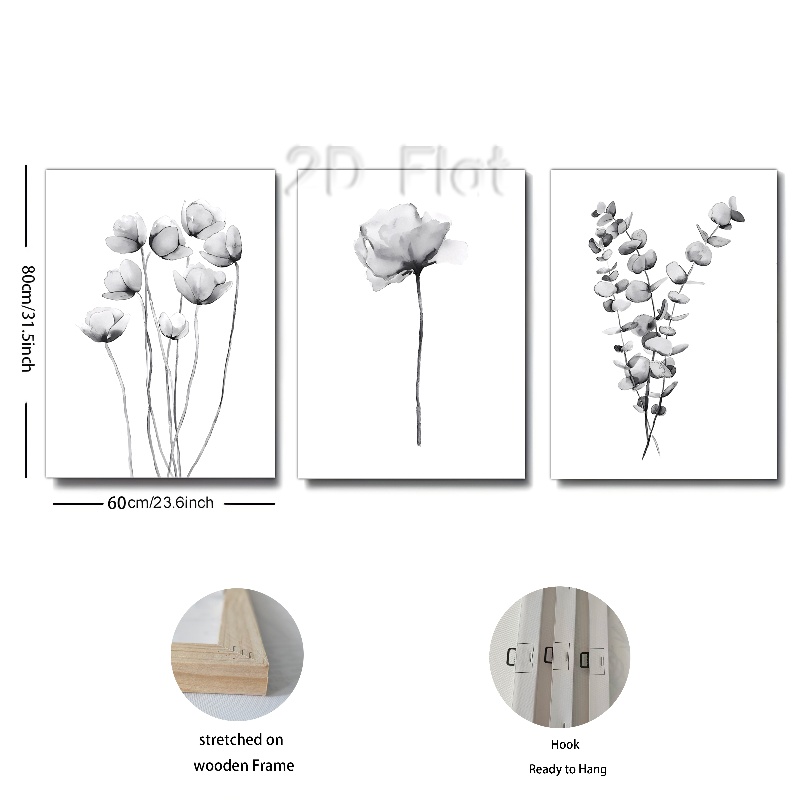 2D Flat
80cm/31.5inch
60cm/23.6inch
stretched on
wooden Frame
Hook
Ready to Hang